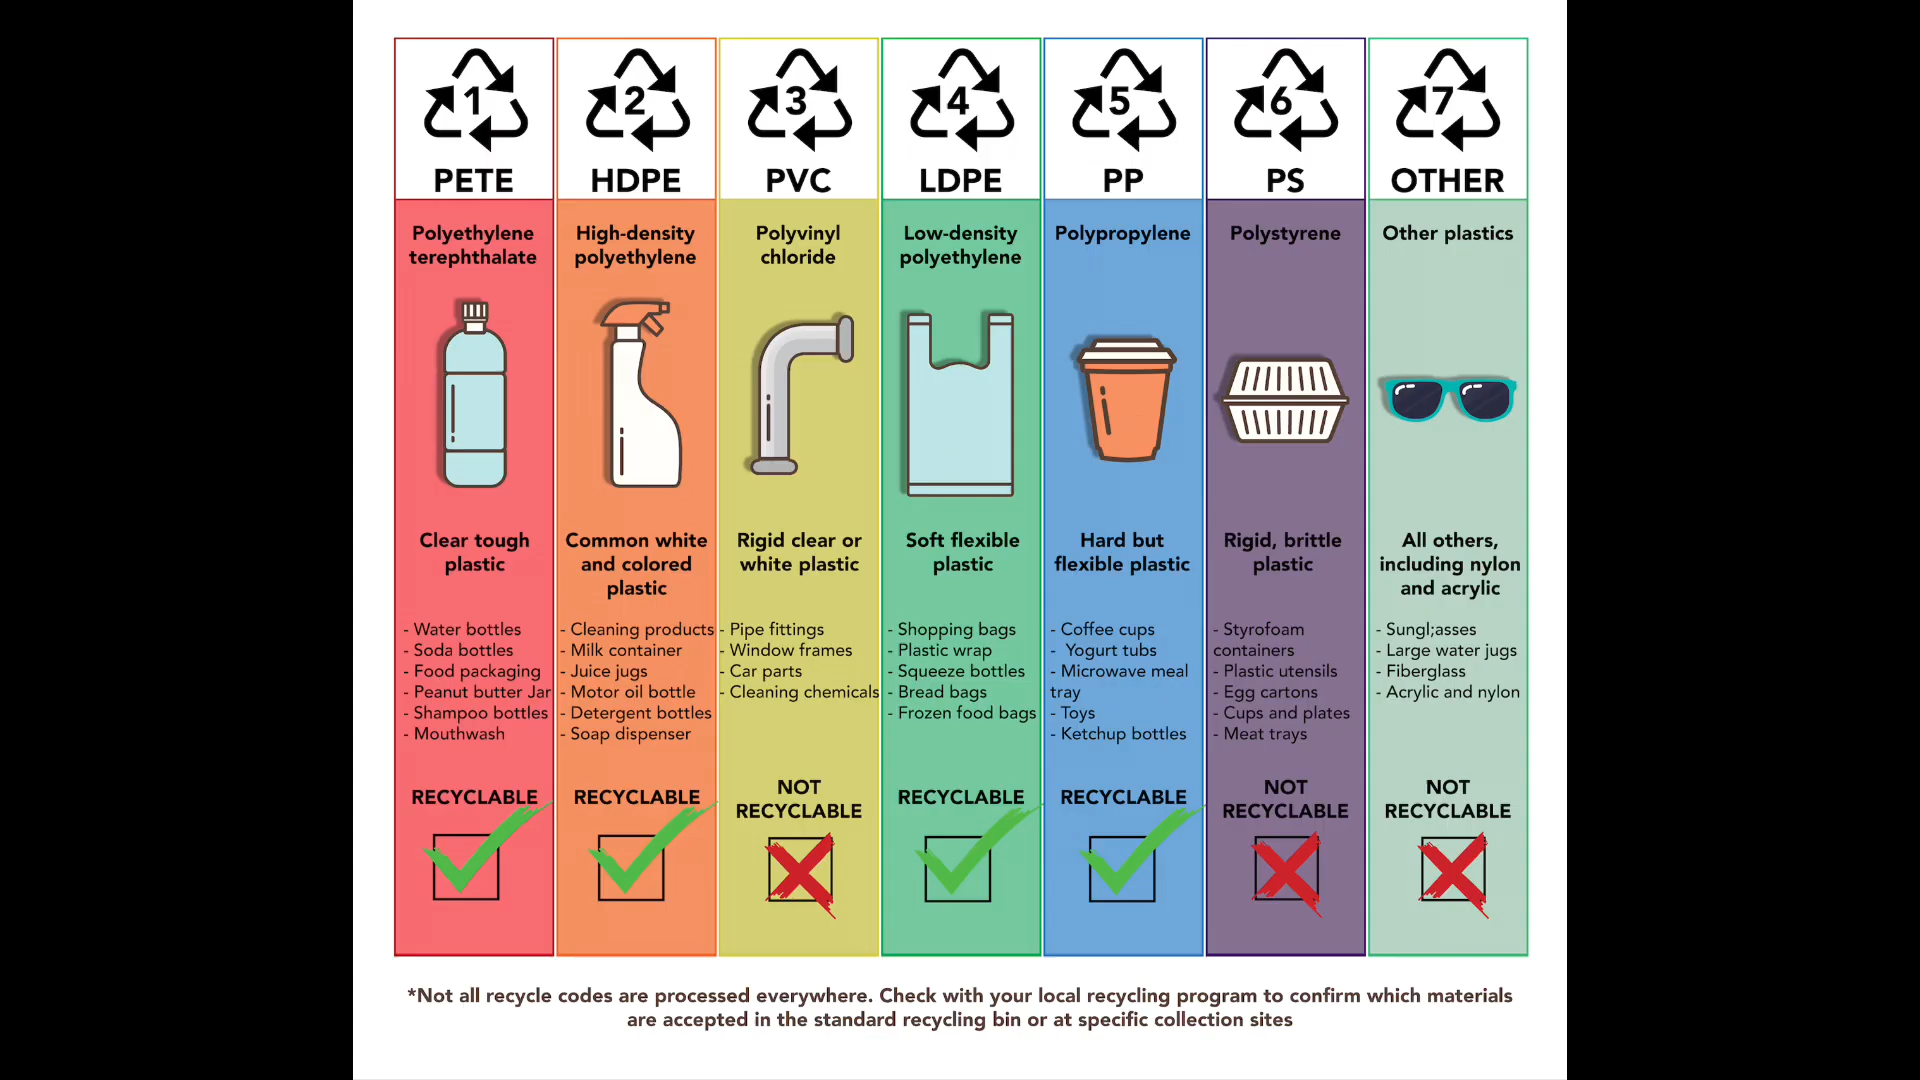 1
PETE
Polyethylene
terephthalate
Clear tough
plastic
- Water bottles
- Soda bottles
- Food packaging
- Peanut butter Jar
- Shampoo bottles
- Mouthwash
RECYCLABLE
2
HDPE
High-density
polyethylene
Common white
and colored
plastic
- Cleaning products
- Milk container
- Juice jugs
- Motor oil bottle
- Detergent bottles
- Soap dispenser
RECYCLABLE
3
PVC
Polyvinyl
chloride
Rigid clear or
white plastic
- Pipe fittings
- Window frames
- Car parts
- Cleaning chemicals
NOT
RECYCLABLE
4
LDPE
Low-density
polyethylene
Soft flexible
plastic
- Shopping bags
- Plastic wrap
- Squeeze bottles
- Bread bags
- Frozen food bags
RECYCLABLE
5
PP
Polypropylene
Hard but
flexible plastic
- Coffee cups
- Yogurt tubs
- Microwave meal
tray
- Toys
- Ketchup bottles
RECYCLABLE
6
PS
Polystyrene
Rigid, brittle
plastic
- Styrofoam
containers
- Plastic utensils
- Egg cartons
- Cups and plates
- Meat trays
NOT
RECYCLABLE
7
OTHER
Other plastics
All others,
including nylon
and acrylic
- Sungl;asses
- Large water jugs
- Fiberglass
- Acrylic and nylon
NOT
RECYCLABLE
*Not all recycle codes are processed everywhere. Check with your local recycling program to confirm which materials
are accepted in the standard recycling bin or at specific collection sites